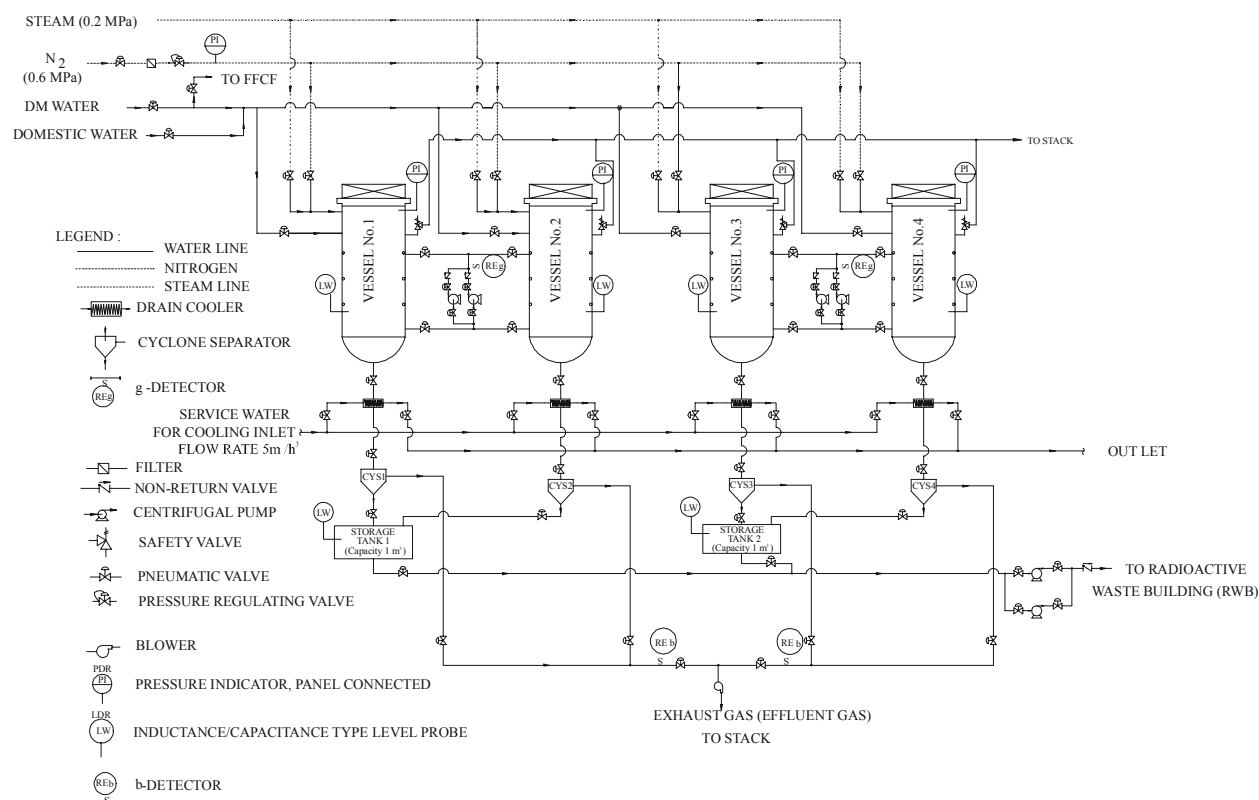 STEAM (0.2 MPa)
N2
(0.6 MPa)
PI
TO FFCF
DM WATER
DOMESTIC WATER
TO STACK
PI
PI
PI
PI
VESSEL No.1
VESSEL No.2
VESSEL No.3
VESSEL No.4
S
REg
S
REg
LW
LW
LW
LW
LEGEND :
WATER LINE
NITROGEN
STEAM LINE
DRAIN COOLER
CYCLONE SEPARATOR
S
REg
g -DETECTOR
SERVICE WATER
FOR COOLING INLET
FLOW RATE 5m /h3
OUT LET
FILTER
NON-RETURN VALVE
CENTRIFUGAL PUMP
SAFETY VALVE
PNEUMATIC VALVE
PRESSURE REGULATING VALVE
BLOWER
PDR
PI
PRESSURE INDICATOR, PANEL CONNECTED
LDR
LW
INDUCTANCE/CAPACITANCE TYPE LEVEL PROBE
REb
S
b-DETECTOR
CYS1
CYS2
CYS3
CYS4
LW
STORAGE
TANK 1
(Capacity 1 m3)
LW
STORAGE
TANK 2
(Capacity 1 m3)
TO RADIOACTIVE
WASTE BUILDING (RWB)
RE b
S
RE b
S
EXHAUST GAS (EFFLUENT GAS)
TO STACK